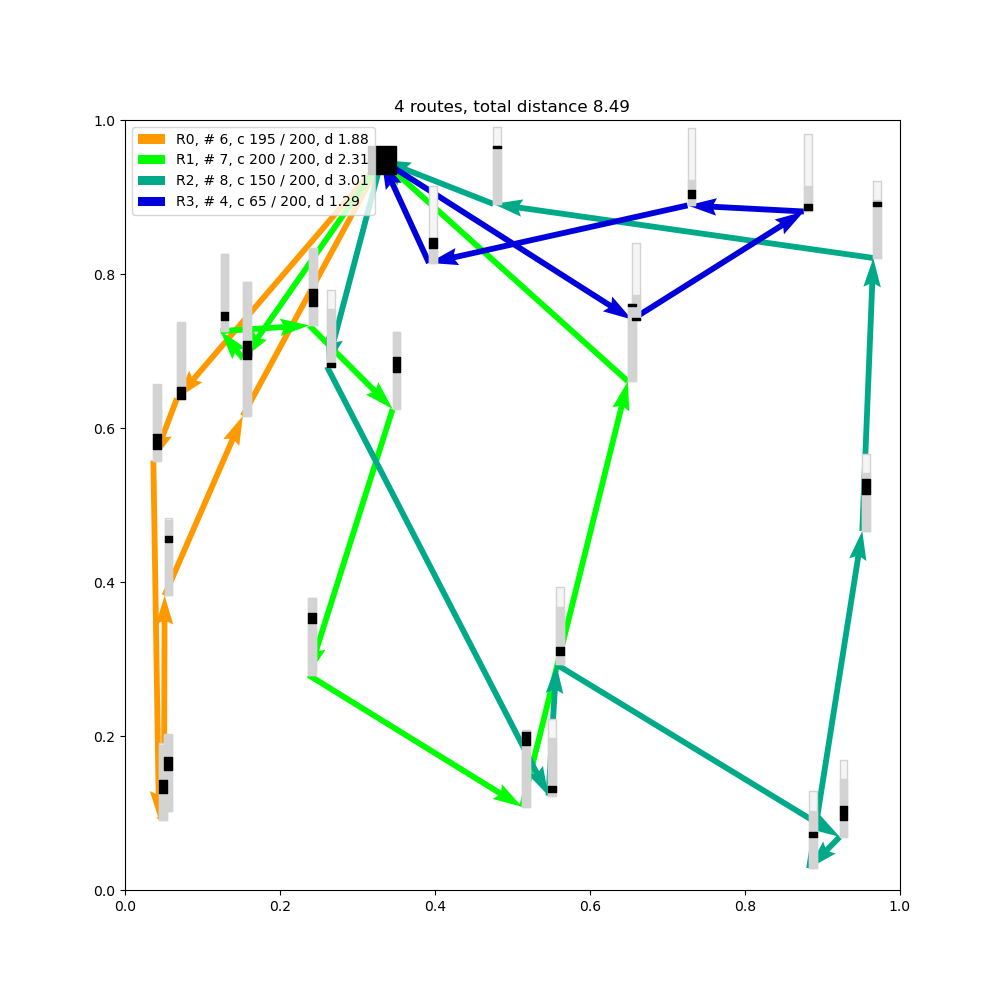 4 routes, total distance 8.49
R0, # 6, c 195 / 200, d 1.88
R1, # 7, c 200 / 200, d 2.31
R2, # 8, c 150 / 200, d 3.01
R3, # 4, c 65 / 200, d 1.29
1.0
0.8
0.6
0.4
0.2
0.0
0.0 0.2 0.4 0.6 0.8 1.0